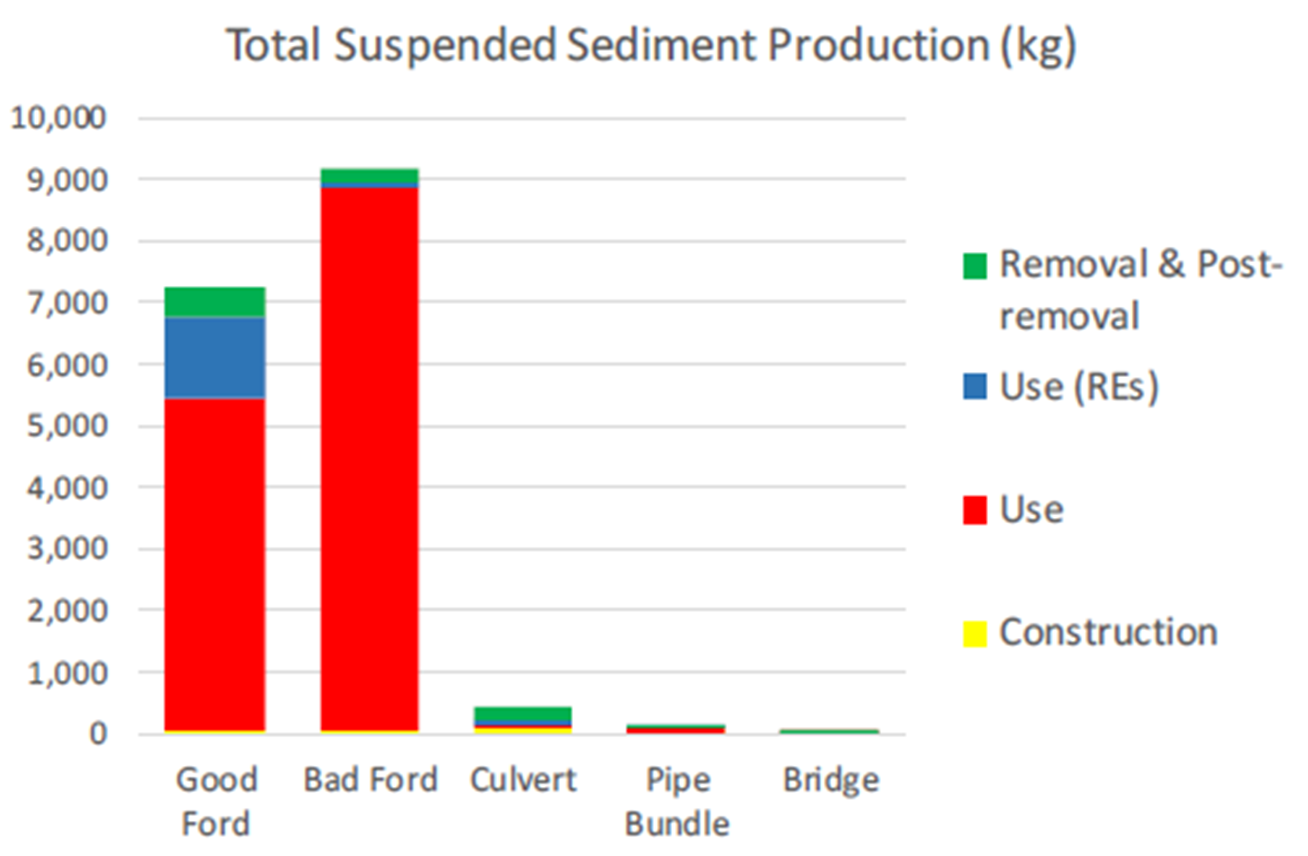 Total Suspended Sediment Production (kg)
10,000
9,000
8,000
7,000
6,000
5,000
4,000
3,000
2,000
1,000
0
Good
Ford
Bad Ford
Culvert
Pipe
Bundle
Bridge
Removal & Post-
removal
Use (REs)
Use
Construction